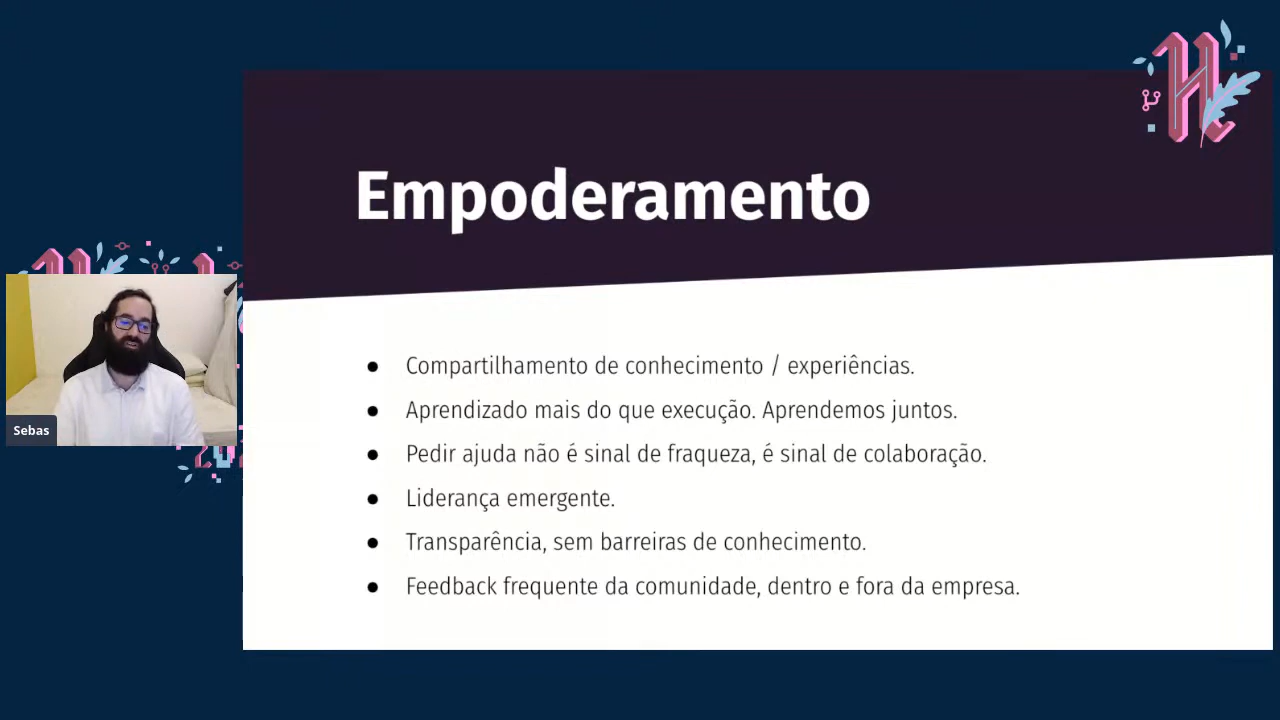 Empoderamento
Sebas
● Compartilhamento de conhecimento / experiências.
● Aprendizado mais do que execução. Aprendemos juntos.
● Pedir ajuda não é sinal de fraqueza, é sinal de colaboração.
● Liderança emergente.
● Transparência, sem barreiras de conhecimento.
● Feedback frequente da comunidade, dentro e fora da empresa.